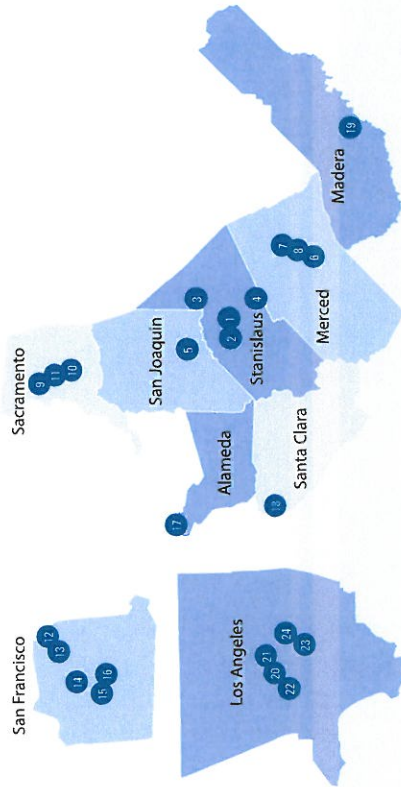 San Francisco
12
13
14
15
16
Los Angeles
21
20
22
24
23
Sacramento
9
11
10
San Joaquin
5
3
Stanislaus
2
1
4
Alameda
17
Santa Clara
18
Merced
7
8
6
Madera
19